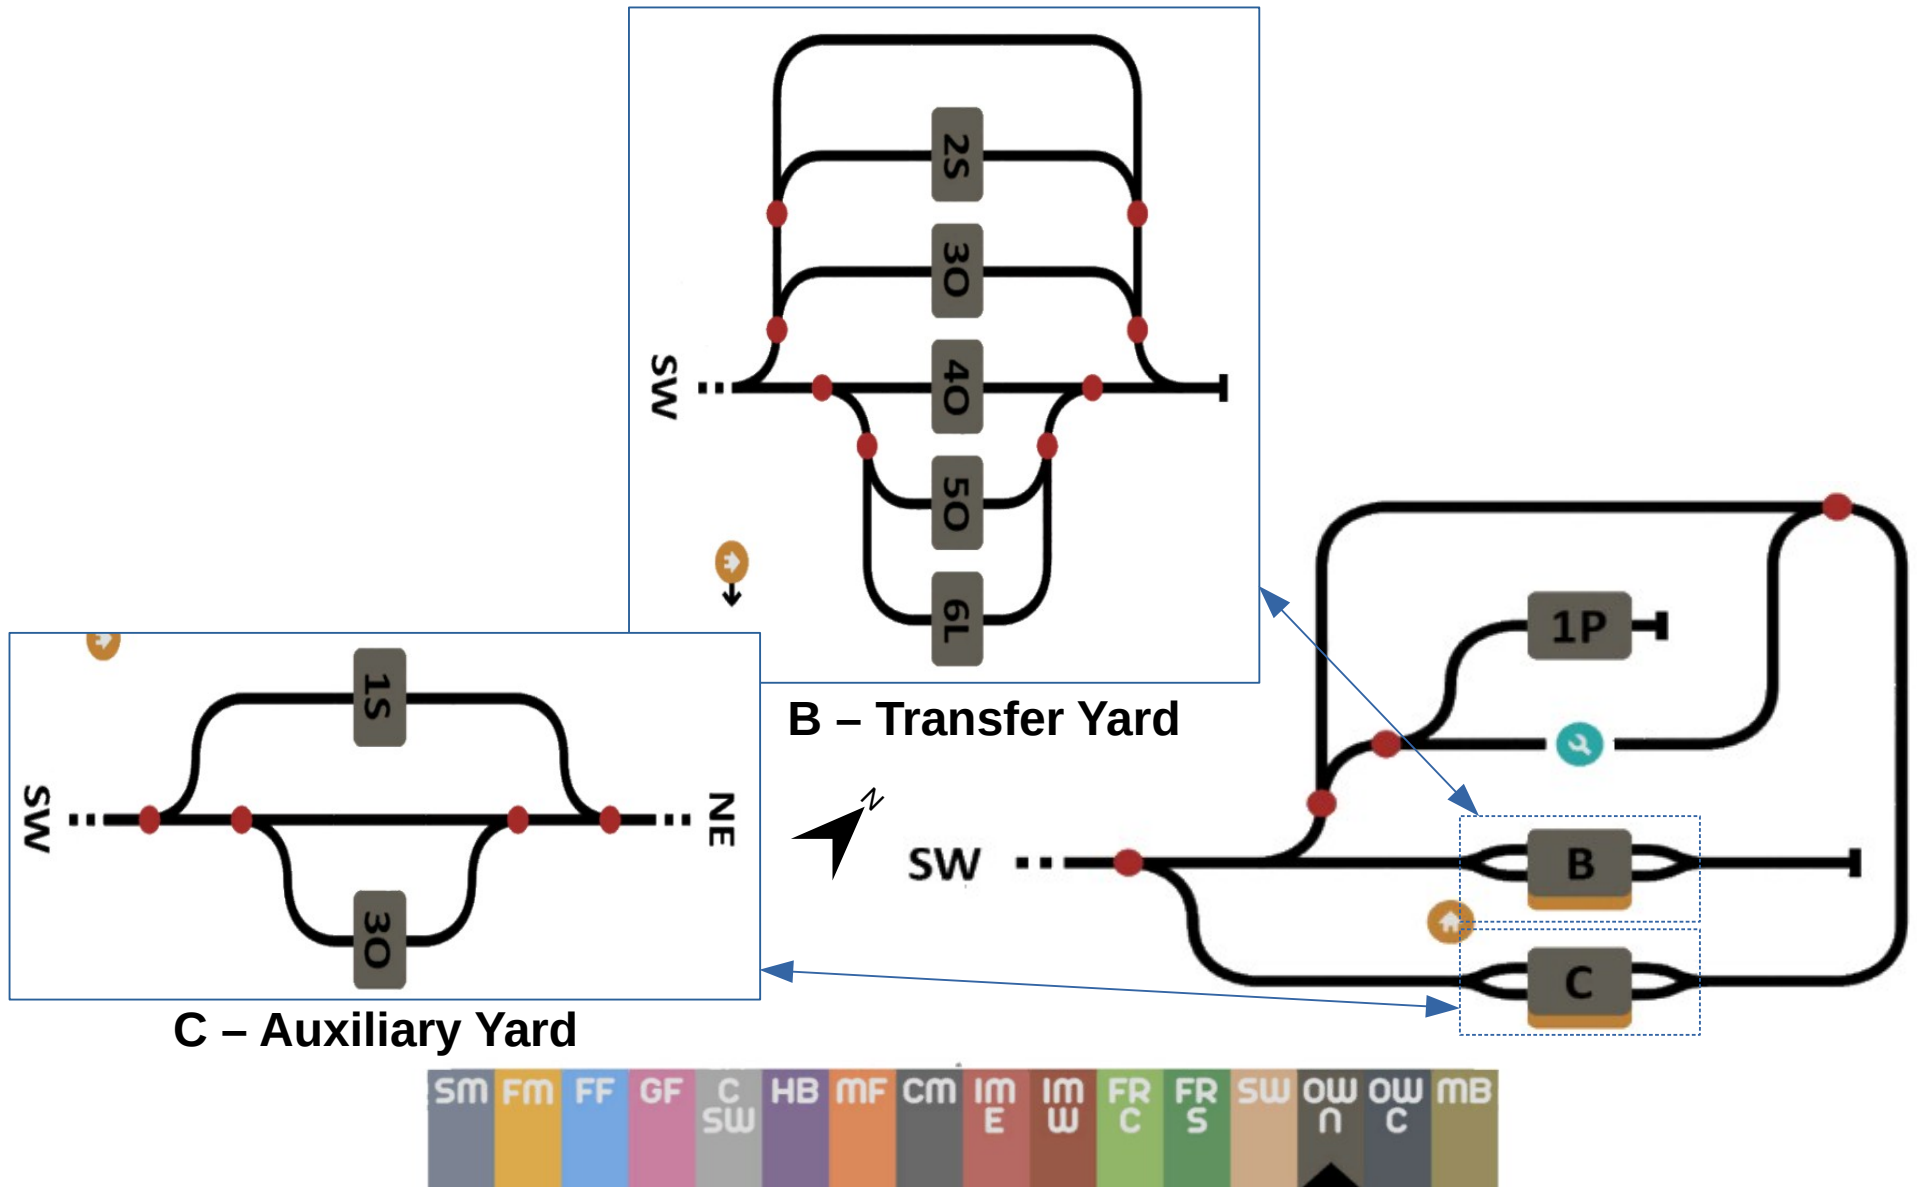 2S
3O
4O
5O
6L
SW
B – Transfer Yard
1S
3O
SW
NE
C – Auxiliary Yard
N
1P
SW
B
C
SM FM FF GF C SW HB MF CM IM E IM W FR C FR S SW OW N OW C MB